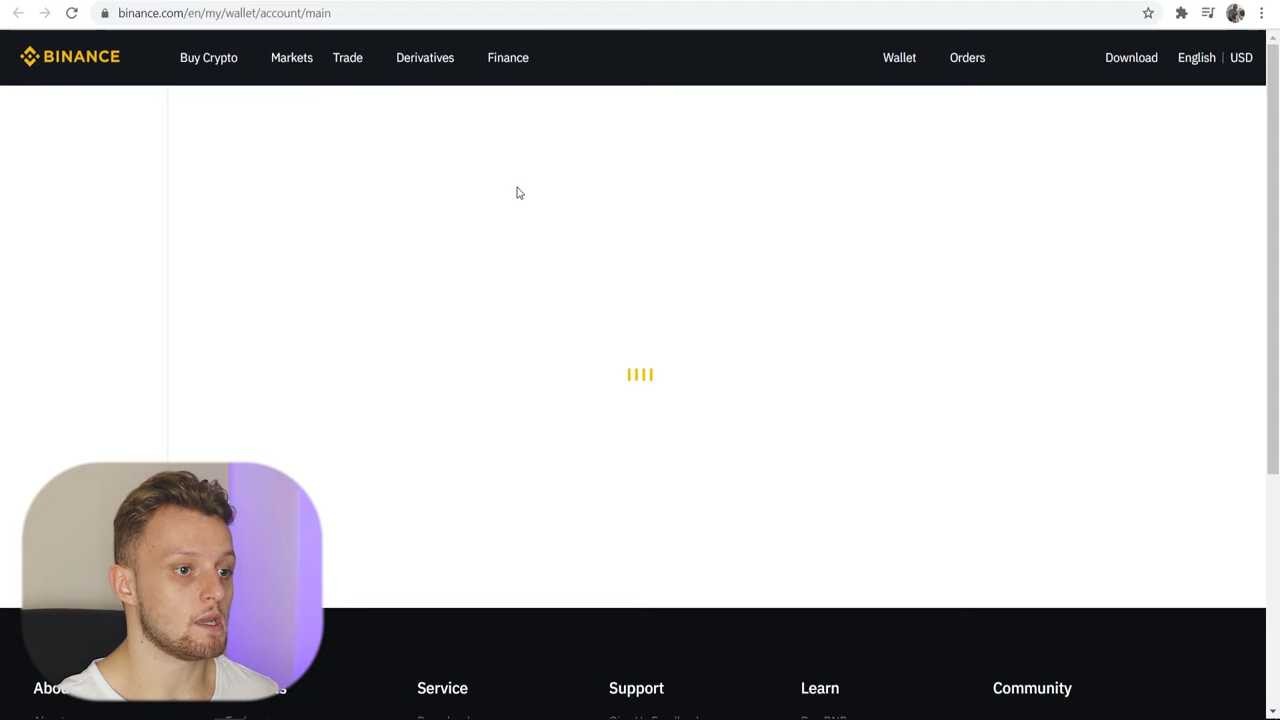 binance.com/en/my/wallet/account/main
BINANCE Buy Crypto Markets Trade Derivatives Finance Wallet Orders Download English | USD
Service Support Learn Community